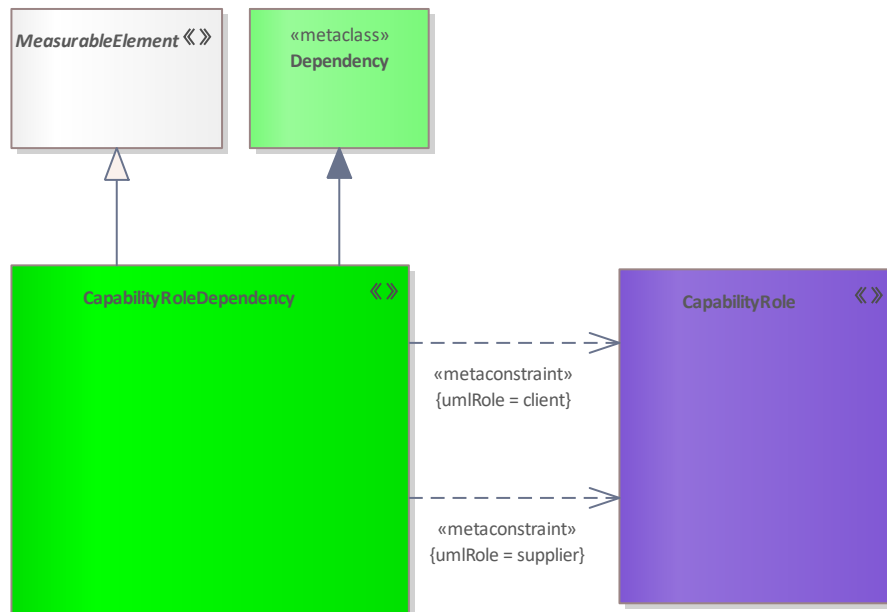 MeasurableElement «»
«metaclass»
Dependency
CapabilityRoleDependency «»
CapabilityRole «»
«metaconstraint»
{umlRole = client}
«metaconstraint»
{umlRole = supplier}